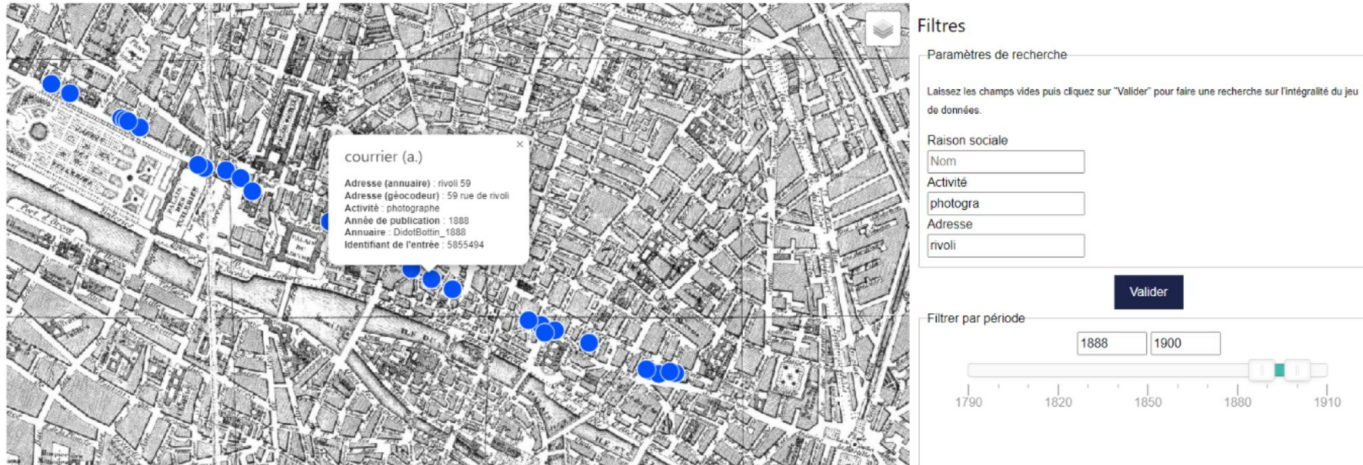 courrier (a.)
×
Adresse (annuaire) : rivoli 59
Adresse (géocodeur) : 59 rue de rivoli
Activité : photographe
Année de publication : 1888
Annuaire : DidotBottin_1888
Identifiant de l'entrée : 5855494
Filtres
Paramètres de recherche
Laissez les champs vides puis cliquez sur "Valider" pour faire une recherche sur l'intégralité du jeu
de données.
Raison sociale
Nom
Activité
photogra
Adresse
rivoli
Valider
Filtrer par période
1888 1900
1790 1820 1850 1880 1910